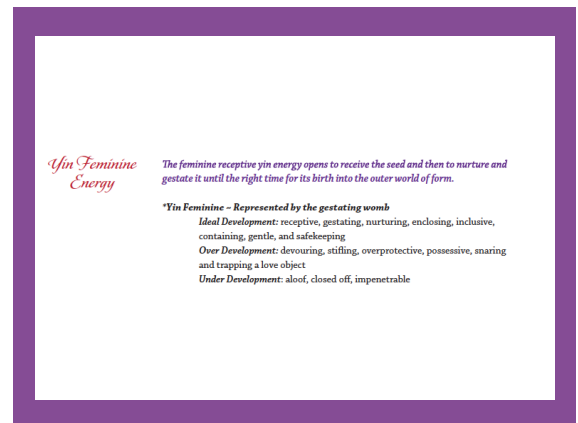 Yin Feminine
Energy
The feminine receptive yin energy opens to receive the seed and then to nurture and
gestate it until the right time for its birth into the outer world of form.
*Yin Feminine ~ Represented by the gestating womb
Ideal Development: receptive, gestating, nurturing, enclosing, inclusive,
containing, gentle, and safekeeping
Over Development: devouring, stifling, overprotective, possessive, snaring
and trapping a love object
Under Development: aloof, closed off, impenetrable